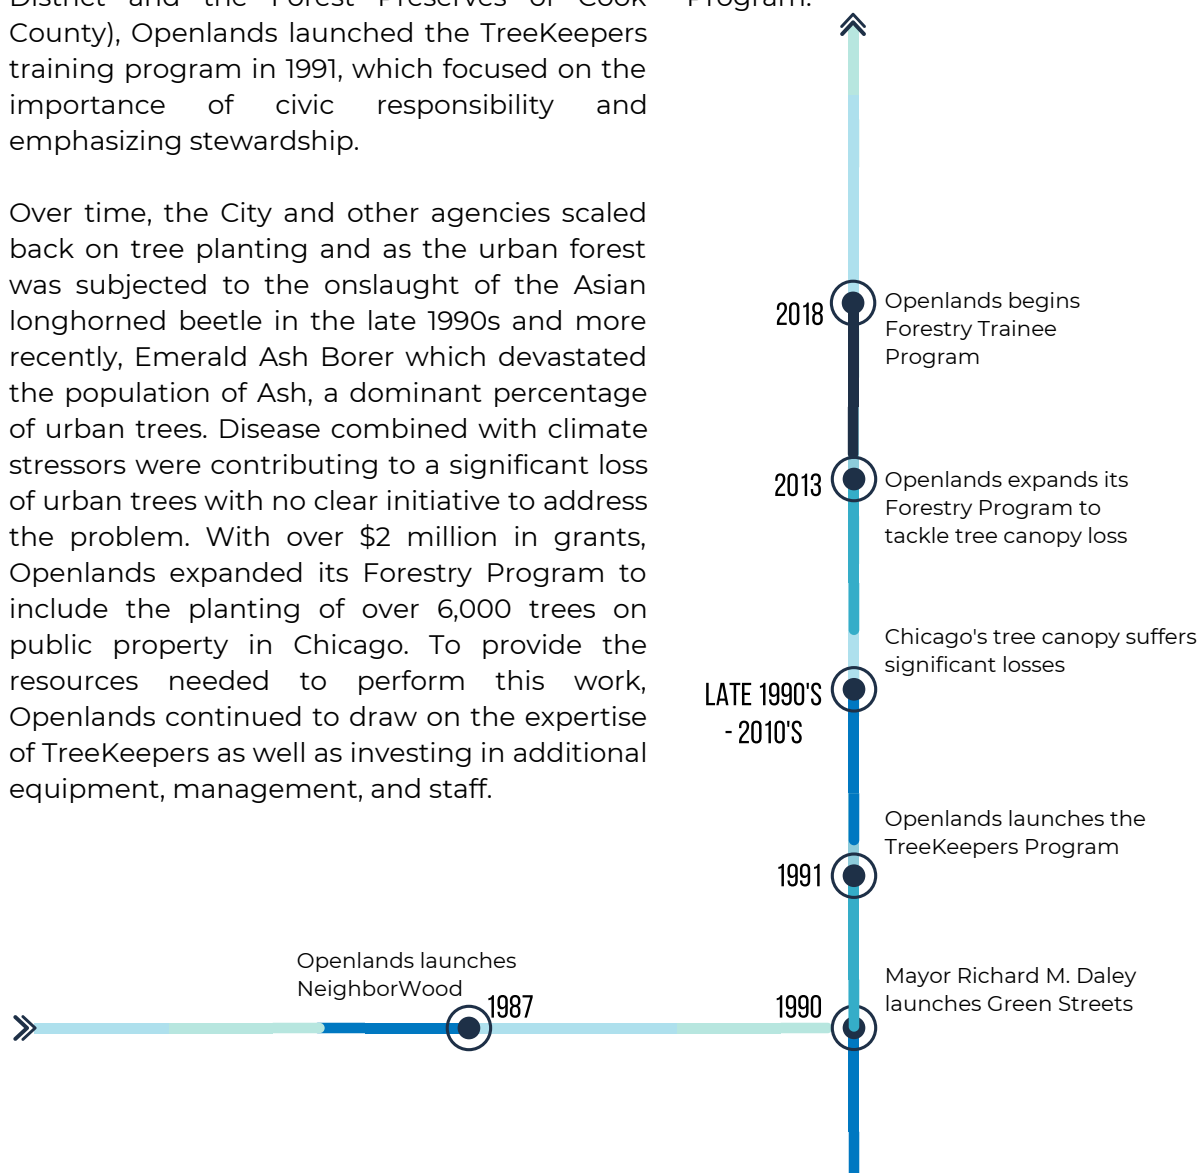 District and the Forest Preserves of Cook
County), Openlands launched the TreeKeepers
training program in 1991, which focused on the
importance of civic responsibility and
emphasizing stewardship.
Over time, the City and other agencies scaled
back on tree planting and as the urban forest
was subjected to the onslaught of the Asian
longhorned beetle in the late 1990s and more
recently, Emerald Ash Borer which devastated
the population of Ash, a dominant percentage
of urban trees. Disease combined with climate
stressors were contributing to a significant loss
of urban trees with no clear initiative to address
the problem. With over $2 million in grants,
Openlands expanded its Forestry Program to
include the planting of over 6,000 trees on
public property in Chicago. To provide the
resources needed to perform this work,
Openlands continued to draw on the expertise
of TreeKeepers as well as investing in additional
equipment, management, and staff.
Program.
2018
Openlands begins
Forestry Trainee
Program
2013
Openlands expands its
Forestry Program to
tackle tree canopy loss
Chicago's tree canopy suffers
significant losses
LATE 1990'S
- 2010'S
Openlands launches the
TreeKeepers Program
1991
Openlands launches
NeighborWood
1987
1990
Mayor Richard M. Daley
launches Green Streets